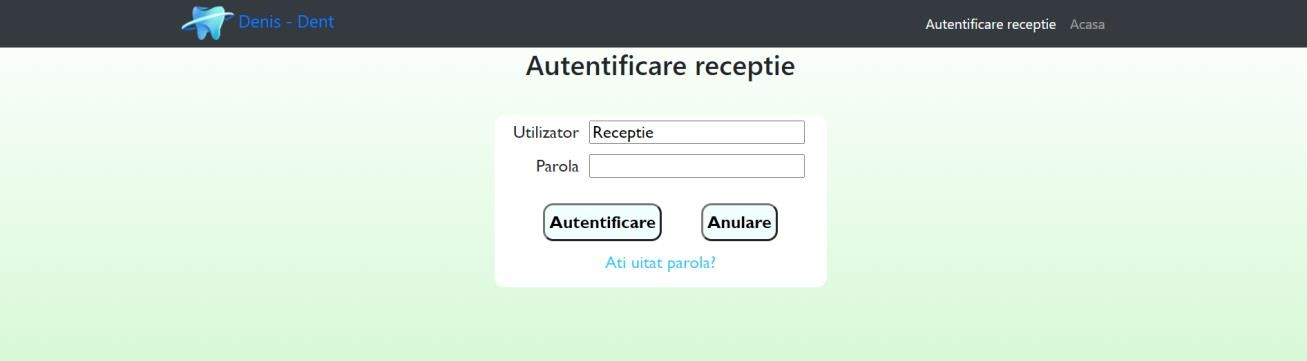 Denis - Dent
Autentificare receptie Acasa
Autentificare receptie
Utilizator Receptie
Parola
Autentificare Anulare
Ati uitat parola?